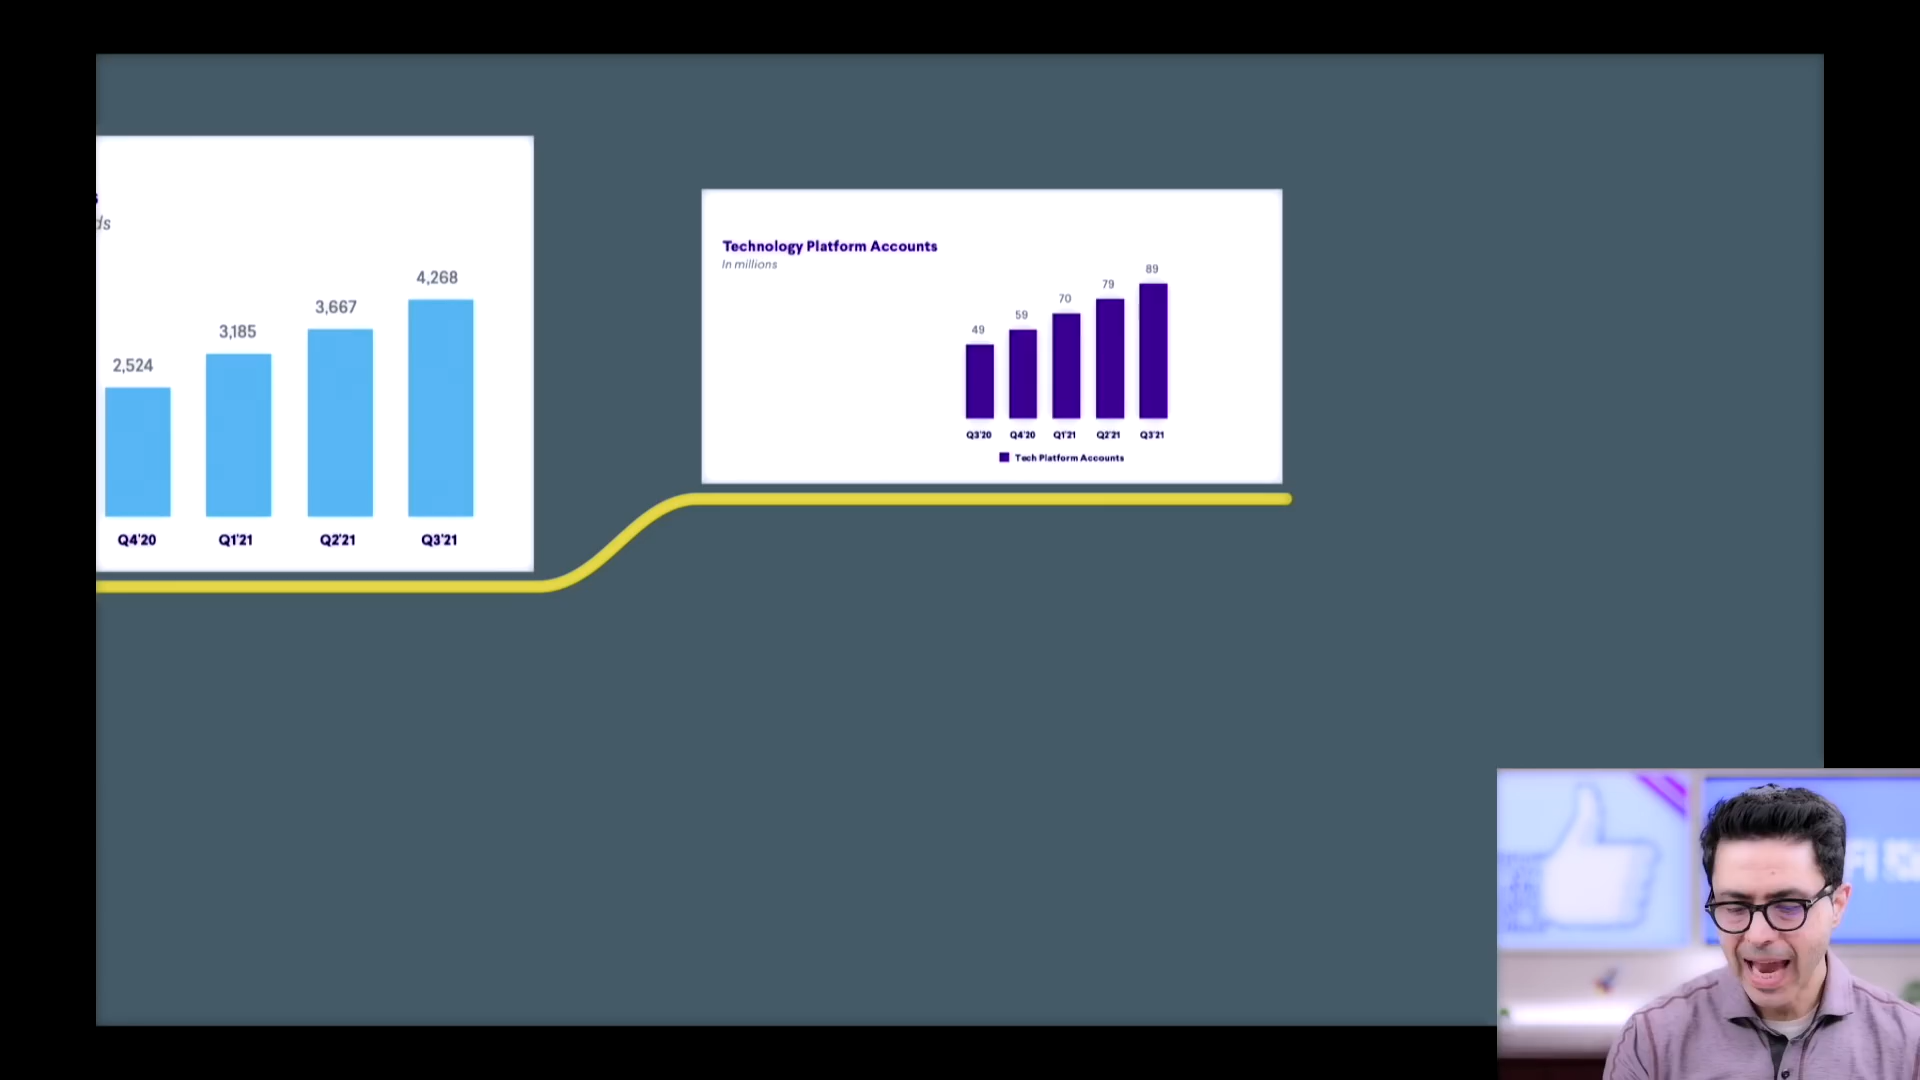 ds
4,268
3,667
3,185
2,524
Q4'20 Q1'21 Q2'21 Q3'21
Technology Platform Accounts
In millions
89
79
70
59
49
Q3'20 Q4'20 Q1'21 Q2'21 Q3'21
Tech Platform Accounts